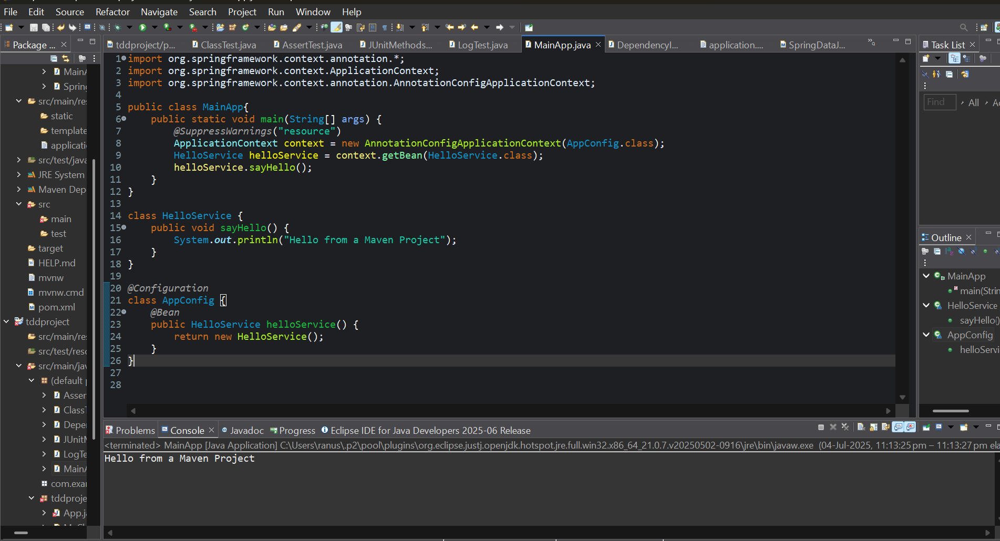 File Edit Source Refactor Navigate Search Project Run Window Help
Package ...
tddproject/p... ClassTest.java AssertTest.java JUnitMethods... LogTest.java MainApp.java DependencyI... application.... SpringDataJ...
Task List
MainA
Spring
src/main/res
static
template
applicati
src/test/java
JRE System
Maven Dep
src
main
test
target
HELP.md
mvnw
mvnw.cmd
pom.xml
tddproject
src/main/res
src/test/reso
src/main/jav
(default p
Asser
ClassT
Depen
JUnitM
LogTe
MainA
com.exam
tddproje
App.ja
1 import org.springframework.context.annotation.*;
2 import org.springframework.context.ApplicationContext;
3 import org.springframework.context.annotation.AnnotationConfigApplicationContext;
4
5 public class MainApp{
6 public static void main(String[] args) {
7 @SuppressWarnings("resource")
8 ApplicationContext context = new AnnotationConfigApplicationContext(AppConfig.class);
9 HelloService helloService = context.getBean(HelloService.class);
10 helloService.sayHello();
11 }
12 }
13
14 class HelloService {
15 public void sayHello() {
16 System.out.println("Hello from a Maven Project");
17 }
18 }
19
20 @Configuration
21 class AppConfig {
22 @Bean
23 public HelloService helloService() {
24 return new HelloService();
25 }
26 }
27
28
Find All Ac
Outline
MainApp
main(Strin
HelloService
sayHello()
AppConfig
helloServi
Problems Console Javadoc Progress Eclipse IDE for Java Developers 2025-06 Release
<terminated> MainApp [Java Application] C:\Users\ranus\.p2\pool\plugins\org.eclipse.justj.openjdk.hotspot.jre.full.win32.x86_64_21.0.7.v20250502-0916\jre\bin\javaw.exe (04-Jul-2025, 11:13:25 pm – 11:13:27 pm ela
Hello from a Maven Project